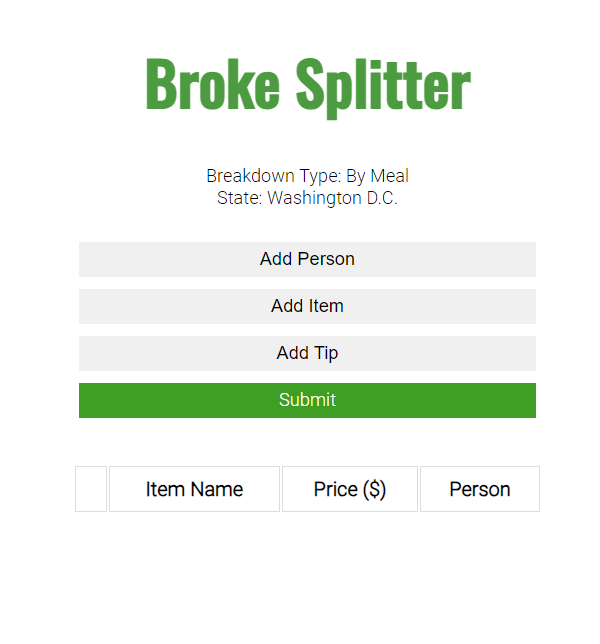 Broke Splitter
Breakdown Type: By Meal
State: Washington D.C.
Add Person
Add Item
Add Tip
Submit
Item Name Price ($) Person